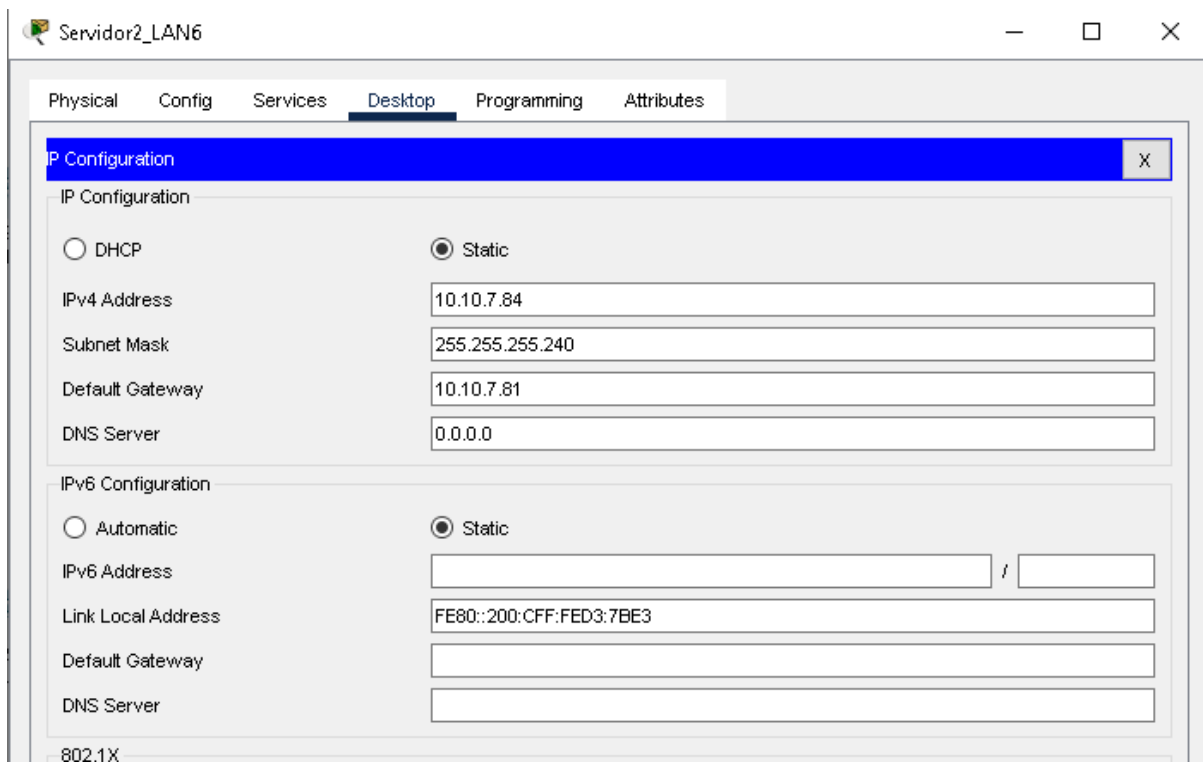 Servidor2_LAN6
Physical Config Services Desktop Programming Attributes
IP Configuration X
IP Configuration
DHCP Static
IPv4 Address 10.10.7.84
Subnet Mask 255.255.255.240
Default Gateway 10.10.7.81
DNS Server 0.0.0.0
IPv6 Configuration
Automatic Static
IPv6 Address /
Link Local Address FE80::200:CFF:FED3:7BE3
Default Gateway
DNS Server
802.1X